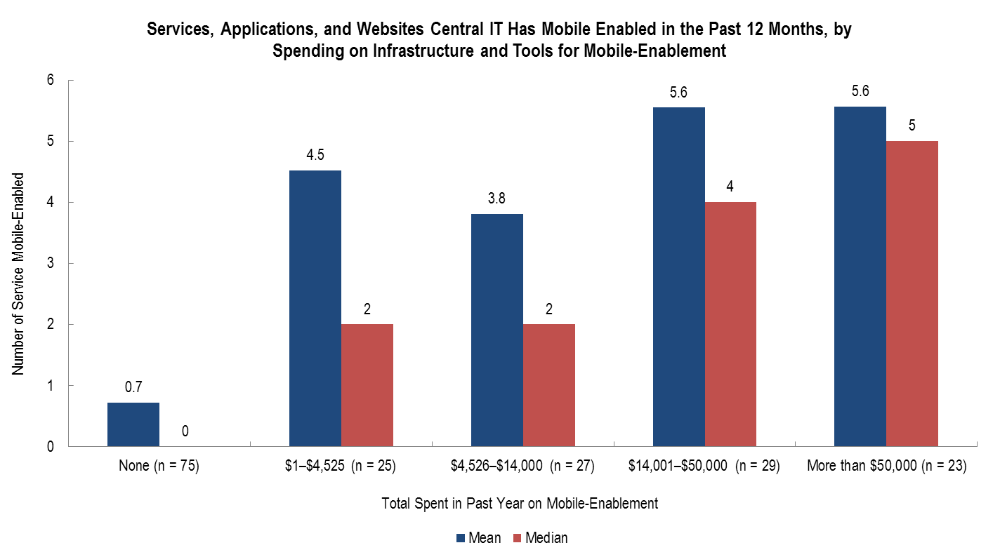 Services, Applications, and Websites Central IT Has Mobile Enabled in the Past 12 Months, by
Spending on Infrastructure and Tools for Mobile-Enablement
Number of Service Mobile-Enabled
6
5
4
3
2
1
0
0.7
0
4.5
2
3.8
2
5.6
4
5.6
5
None (n = 75)
$1–$4,525 (n = 25)
$4,526–$14,000 (n = 27)
$14,001–$50,000 (n = 29)
More than $50,000 (n = 23)
Total Spent in Past Year on Mobile-Enablement
Mean
Median